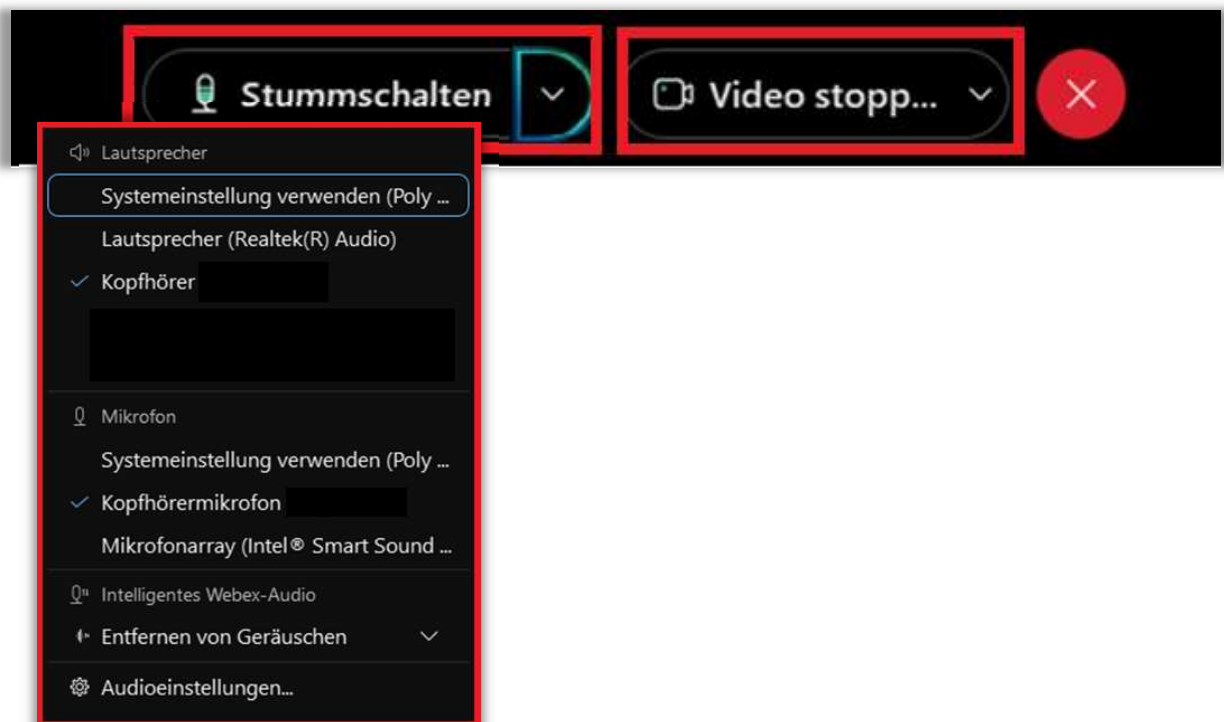 Stummschalten
Video stopp...
Lautsprecher
Systemeinstellung verwenden (Poly ...
Lautsprecher (Realtek(R) Audio)
Kopfhörer
Mikrofon
Systemeinstellung verwenden (Poly ...
Kopfhörermikrofon
Mikrofonarray (Intel® Smart Sound ...
Intelligentes Webex-Audio
Entfernen von Geräuschen
Audioeinstellungen...